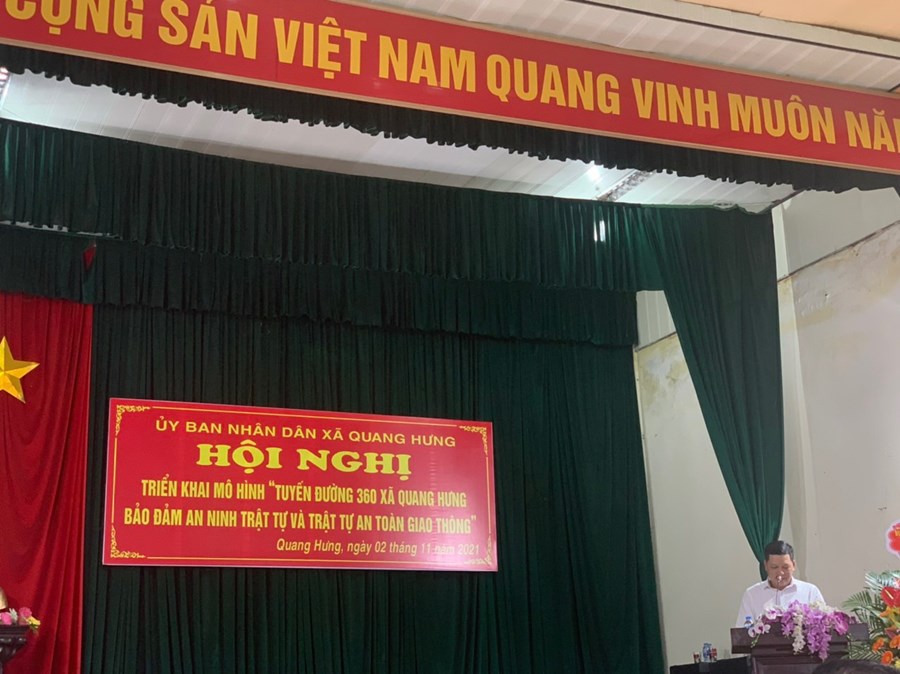 CỘNG SẢN VIỆT NAM QUANG VINH MUÔN NĂM
ỦY BAN NHÂN DÂN XÃ QUANG HƯNG
HỘI NGHỊ
TRIỂN KHAI MÔ HÌNH "TUYẾN ĐƯỜNG 360 XÃ QUANG HƯNG
BẢO ĐẢM AN NINH TRẬT TỰ VÀ TRẬT TỰ AN TOÀN GIAO THÔNG"
Quang Hưng, ngày 02 tháng 11 năm 2021